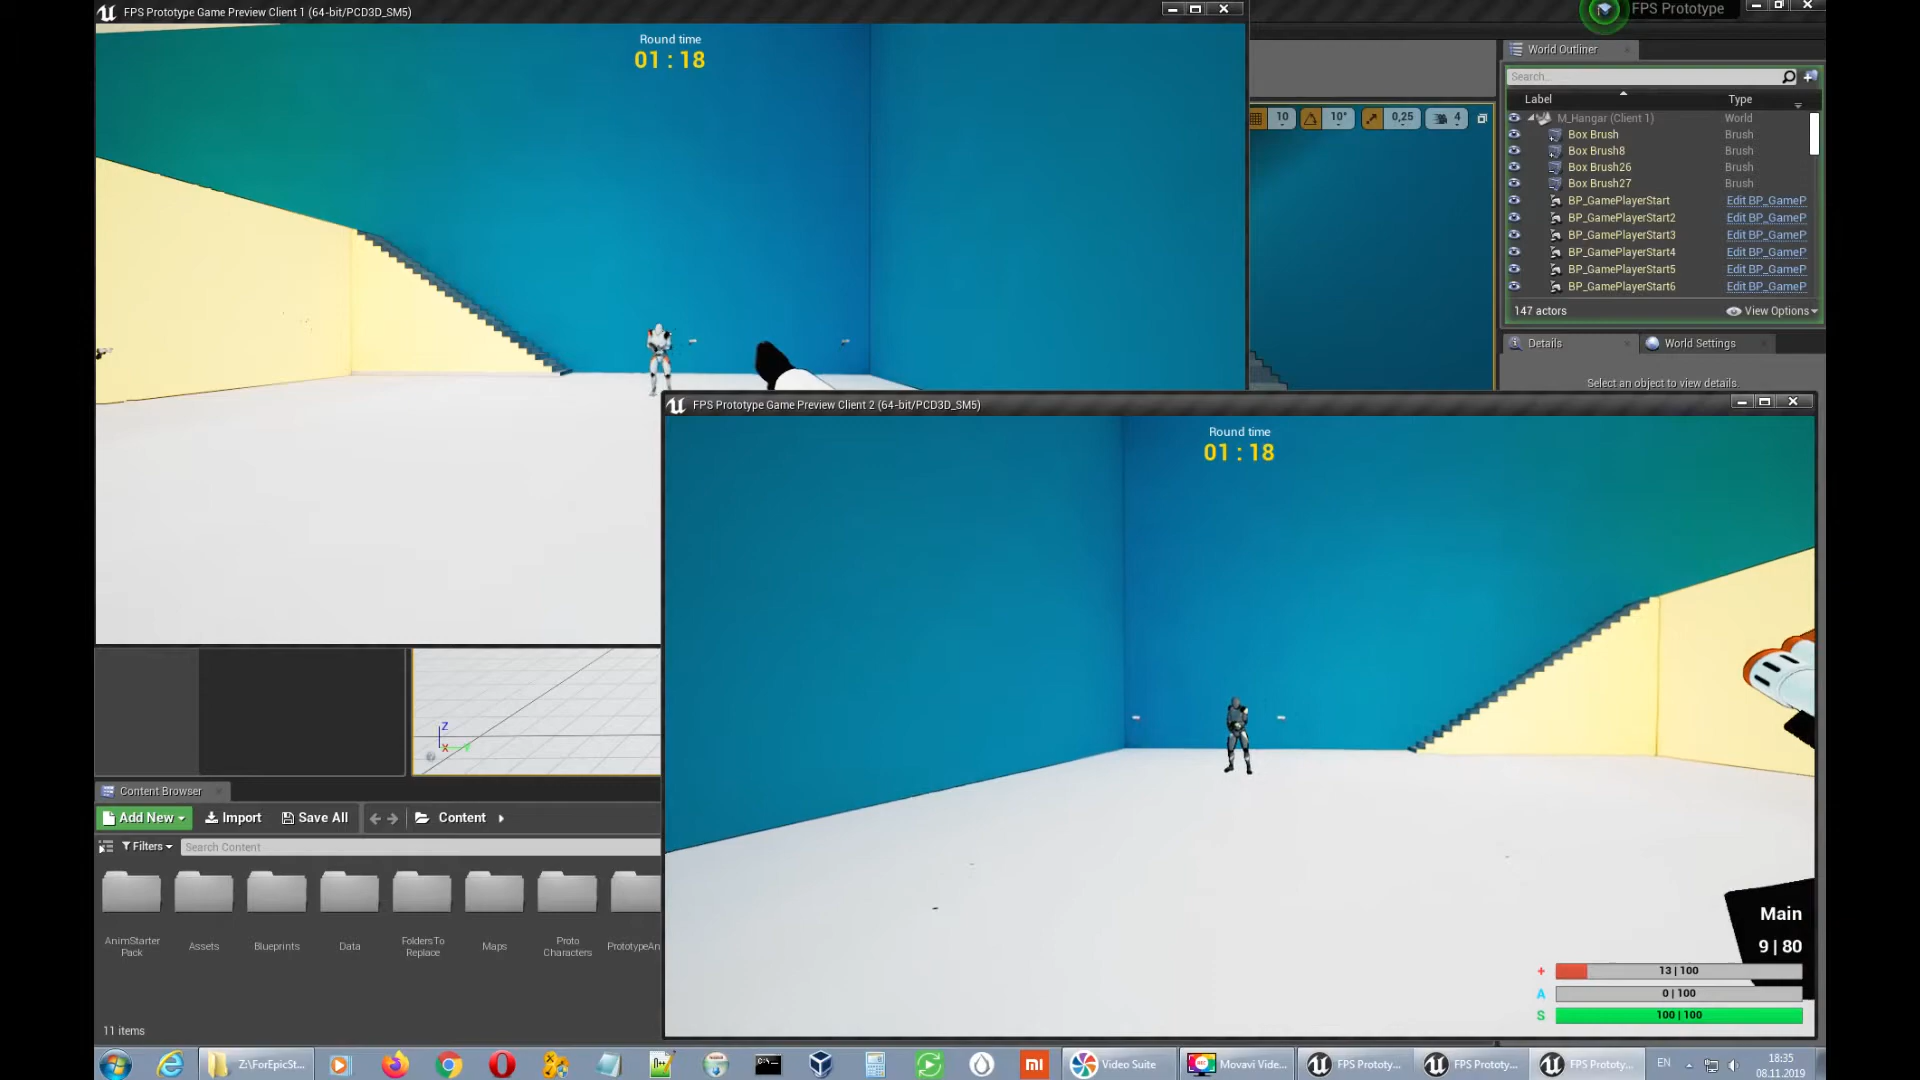 FPS Prototype Game Preview Client 1 (64-bit/PCD3D_SM5)
FPS Prototype
Round time
01 : 18
World Outliner
Search...
Label
Type
10
10°
0,25
4
M_Hangar (Client 1)
World
Box Brush
Brush
Box Brush8
Brush
Box Brush26
Brush
Box Brush27
Brush
BP_GamePlayerStart
Edit BP_GameP
BP_GamePlayerStart2
Edit BP_GameP
BP_GamePlayerStart3
Edit BP_GameP
BP_GamePlayerStart4
Edit BP_GameP
BP_GamePlayerStart5
Edit BP_GameP
BP_GamePlayerStart6
Edit BP_GameP
147 actors
View Options
Details
World Settings
Select an object to view details.
FPS Prototype Game Preview Client 2 (64-bit/PCD3D_SM5)
Round time
01 : 18
Z
X
Y
Content Browser
Add New
Import
Save All
Content
Filters
Search Content
AnimStarter
Pack
Assets
Blueprints
Data
FoldersTo
Replace
Maps
Proto
Characters
PrototypeAn
11 items
Main
9 | 80
+
13 | 100
A
0 | 100
S
100 | 100
Z:\ForEpicSt...
Video Suite
Movavi Vide...
FPS Prototy...
FPS Prototy...
FPS Prototy...
EN
18:35
08.11.2019